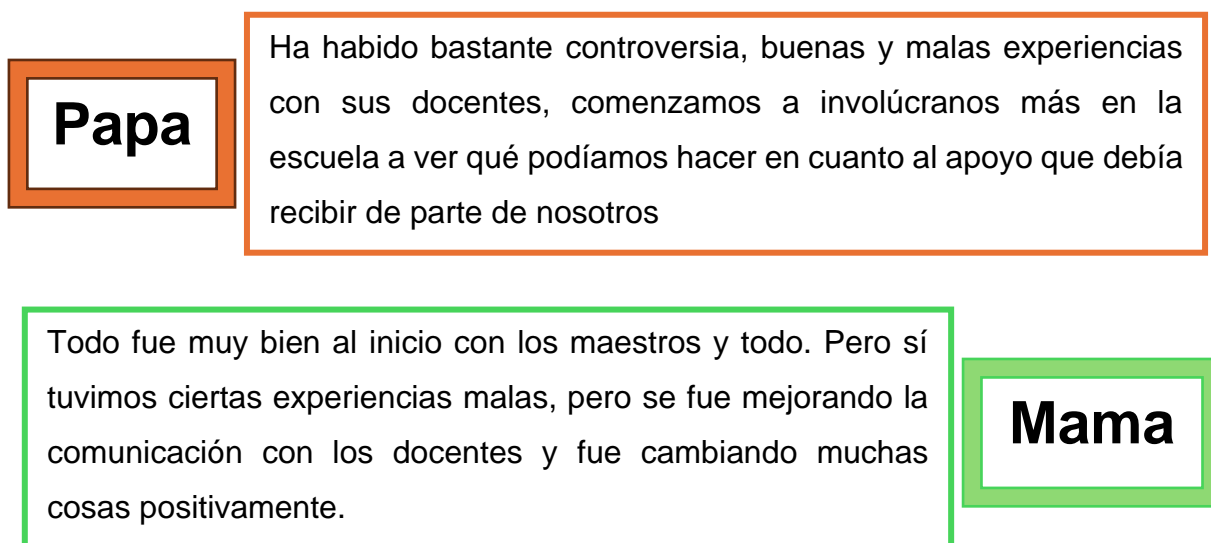 Papa
Ha habido bastante controversia, buenas y malas experiencias
con sus docentes, comenzamos a involúcranos más en la
escuela a ver qué podíamos hacer en cuanto al apoyo que debía
recibir de parte de nosotros
Todo fue muy bien al inicio con los maestros y todo. Pero sí
tuvimos ciertas experiencias malas, pero se fue mejorando la
comunicación con los docentes y fue cambiando muchas
cosas positivamente.
Mama